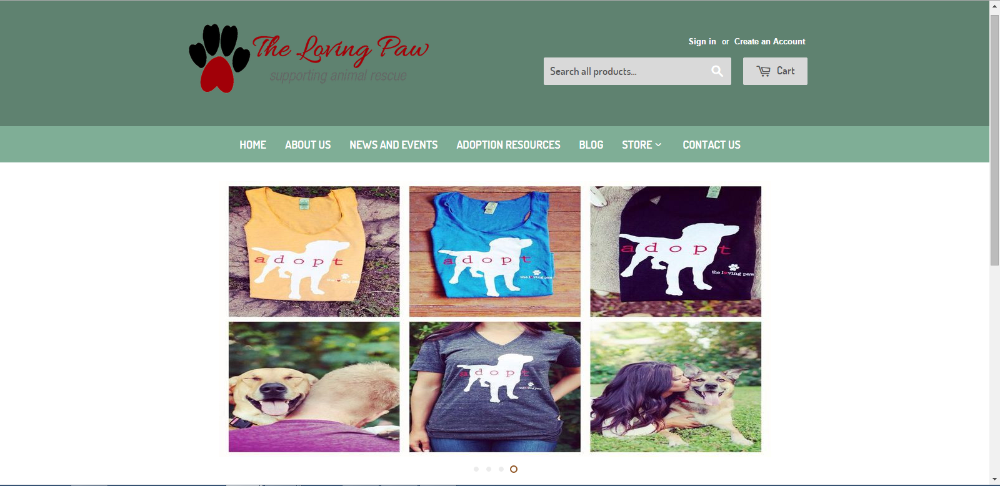 The Loving Paw
supporting animal rescue
Sign in or Create an Account
Search all products...
Cart
HOME ABOUT US NEWS AND EVENTS ADOPTION RESOURCES BLOG STORE CONTACT US
adopt
the loving paw
adopt
the loving paw
adopt
the loving paw
adopt
the loving paw